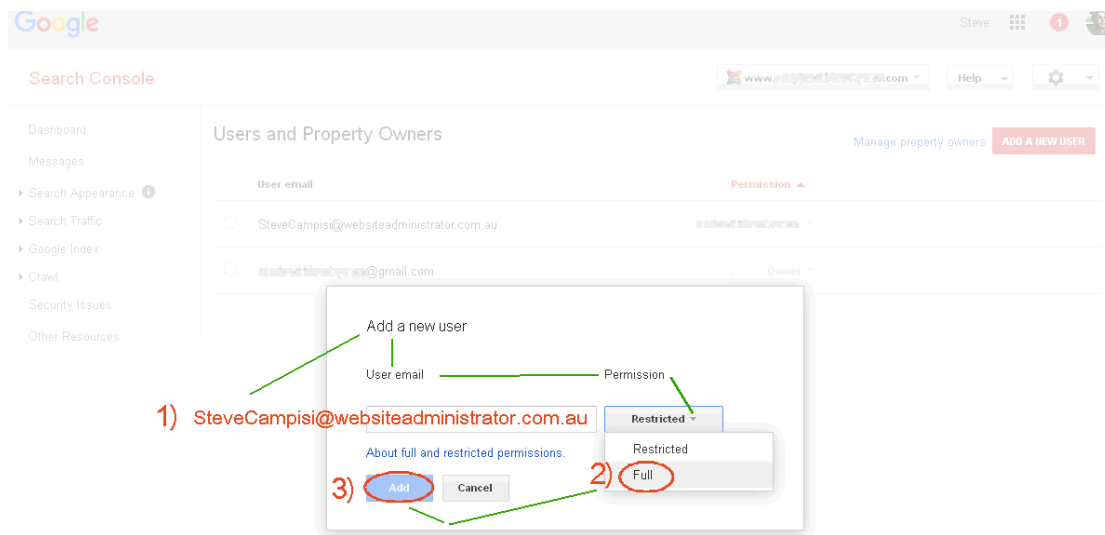 Google
Steve
1
Search Console
www. .com
Help
Dashboard
Users and Property Owners
Manage property owners
ADD A NEW USER
Messages
User email
Permission
Search Appearance
Search Traffic
SteveCampisi@websiteadministrator.com.au
Google Index
Crawl
@gmail.com
Owner
Security Issues
Other Resources
Add a new user
User email
Permission
1) SteveCampisi@websiteadministrator.com.au
Restricted
About full and restricted permissions.
Restricted
2) Full
3) Add
Cancel